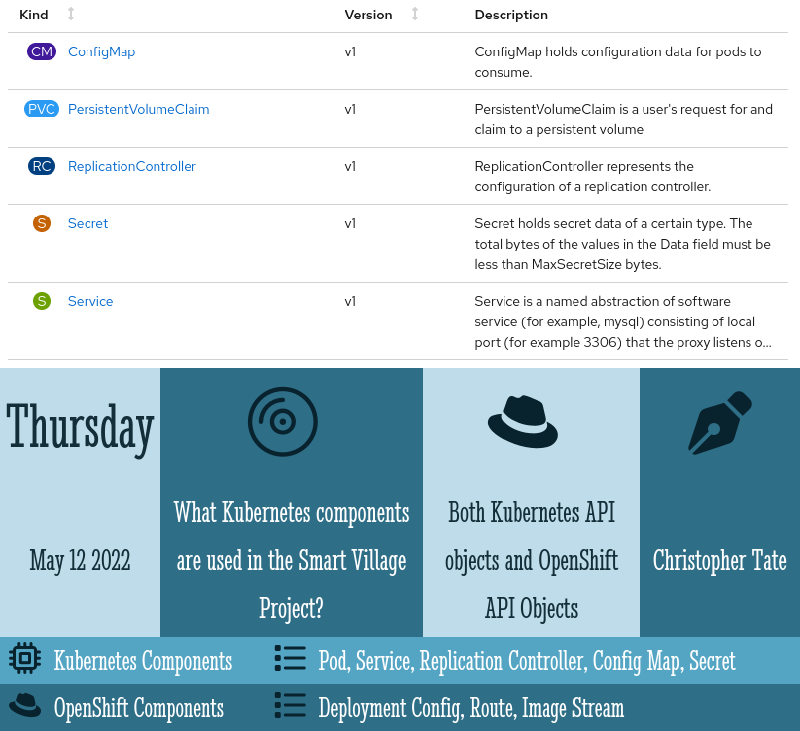 Kind Version Description
CM ConfigMap v1 ConfigMap holds configuration data for pods to
consume.
PVC PersistentVolumeClaim v1 PersistentVolumeClaim is a user's request for and
claim to a persistent volume
RC ReplicationController v1 ReplicationController represents the
configuration of a replication controller.
S Secret v1 Secret holds secret data of a certain type. The
total bytes of the values in the Data field must be
less than MaxSecretSize bytes.
S Service v1 Service is a named abstraction of software
service (for example, mysql) consisting of local
port (for example 3306) that the proxy listens o...
Thursday
May 12 2022
What Kubernetes components
are used in the Smart Village
Project?
Both Kubernetes API
objects and OpenShift
API Objects
Christopher Tate
Kubernetes Components Pod, Service, Replication Controller, Config Map, Secret
OpenShift Components Deployment Config, Route, Image Stream